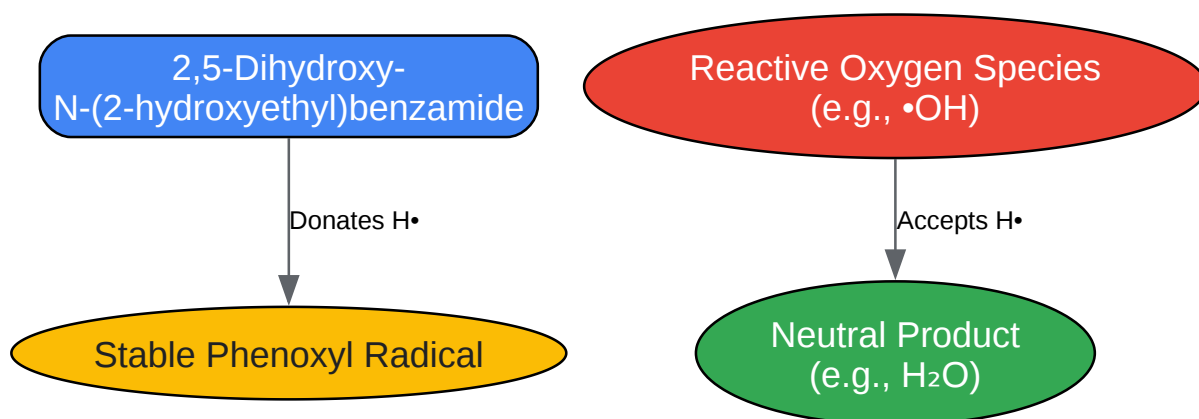 2,5-Dihydroxy-
N-(2-hydroxyethyl)benzamide
Reactive Oxygen Species
(e.g., •OH)
Donates H•
Accepts H•
Stable Phenoxyl Radical
Neutral Product
(e.g., H₂O)